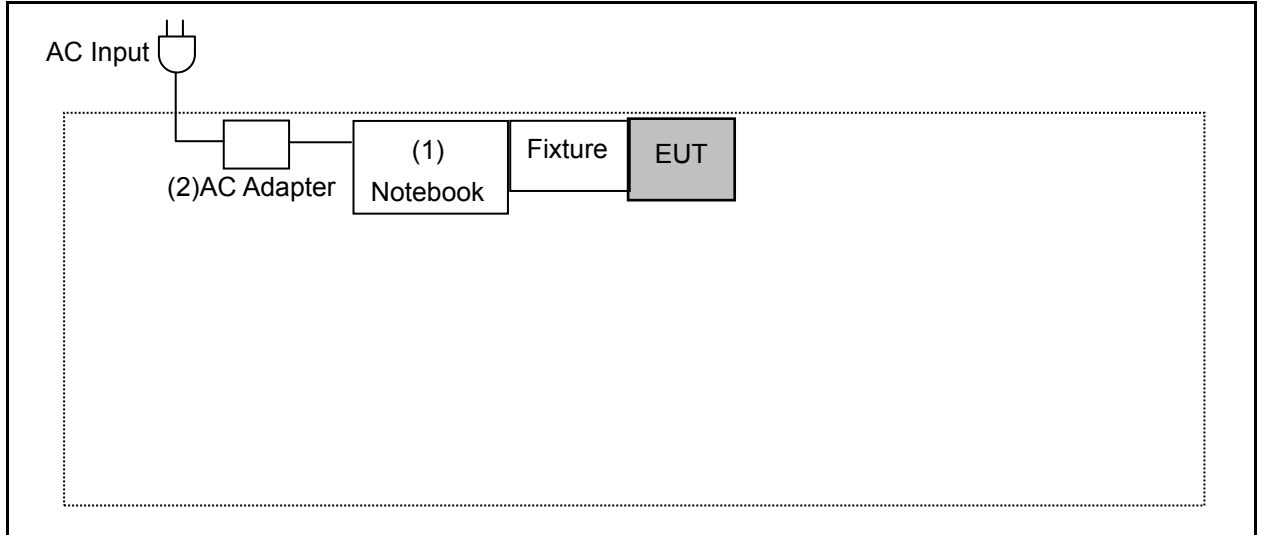 AC Input
(2)AC Adapter
(1)
Notebook
Fixture
EUT